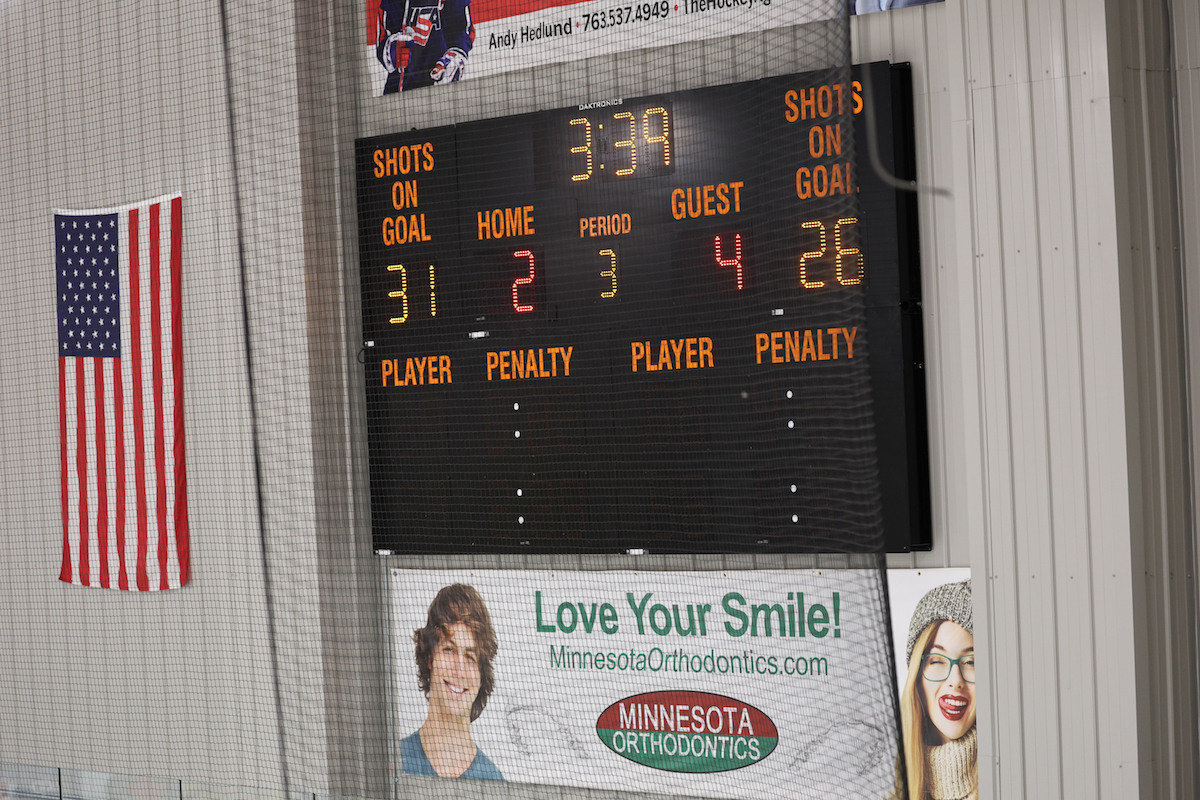 USA
Andy Hedlund • 763.537.4949 •
DAKTRONICS
3:39
SHOTS
ON
GOAL
SHOTS
ON
GOAL
HOME
PERIOD
GUEST
31
2
3
4
26
PLAYER
PENALTY
PLAYER
PENALTY
Love Your Smile!
MinnesotaOrthodontics.com
MINNESOTA
ORTHODONTICS